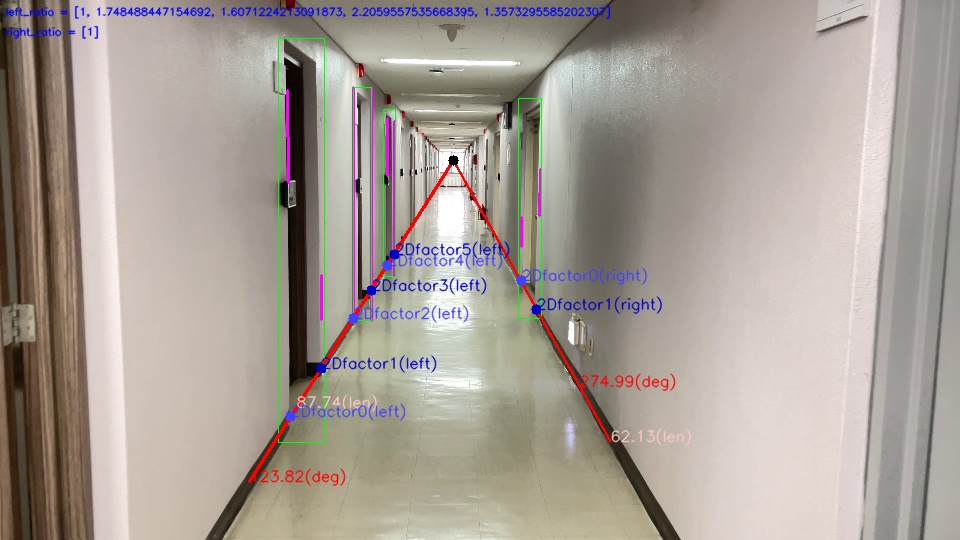 left_ratio = [1, 1.748488447154692, 1.6071224213091873, 2.2059557535668395, 1.3573295585202307]
right_ratio = [1]
2Dfactor5(left)
2Dfactor4(left)
2Dfactor0(right)
2Dfactor3(left)
2Dfactor1(right)
2Dfactor2(left)
2Dfactor1(left)
274.99(deg)
87.74(len)
2Dfactor0(left)
62.13(len)
23.82(deg)